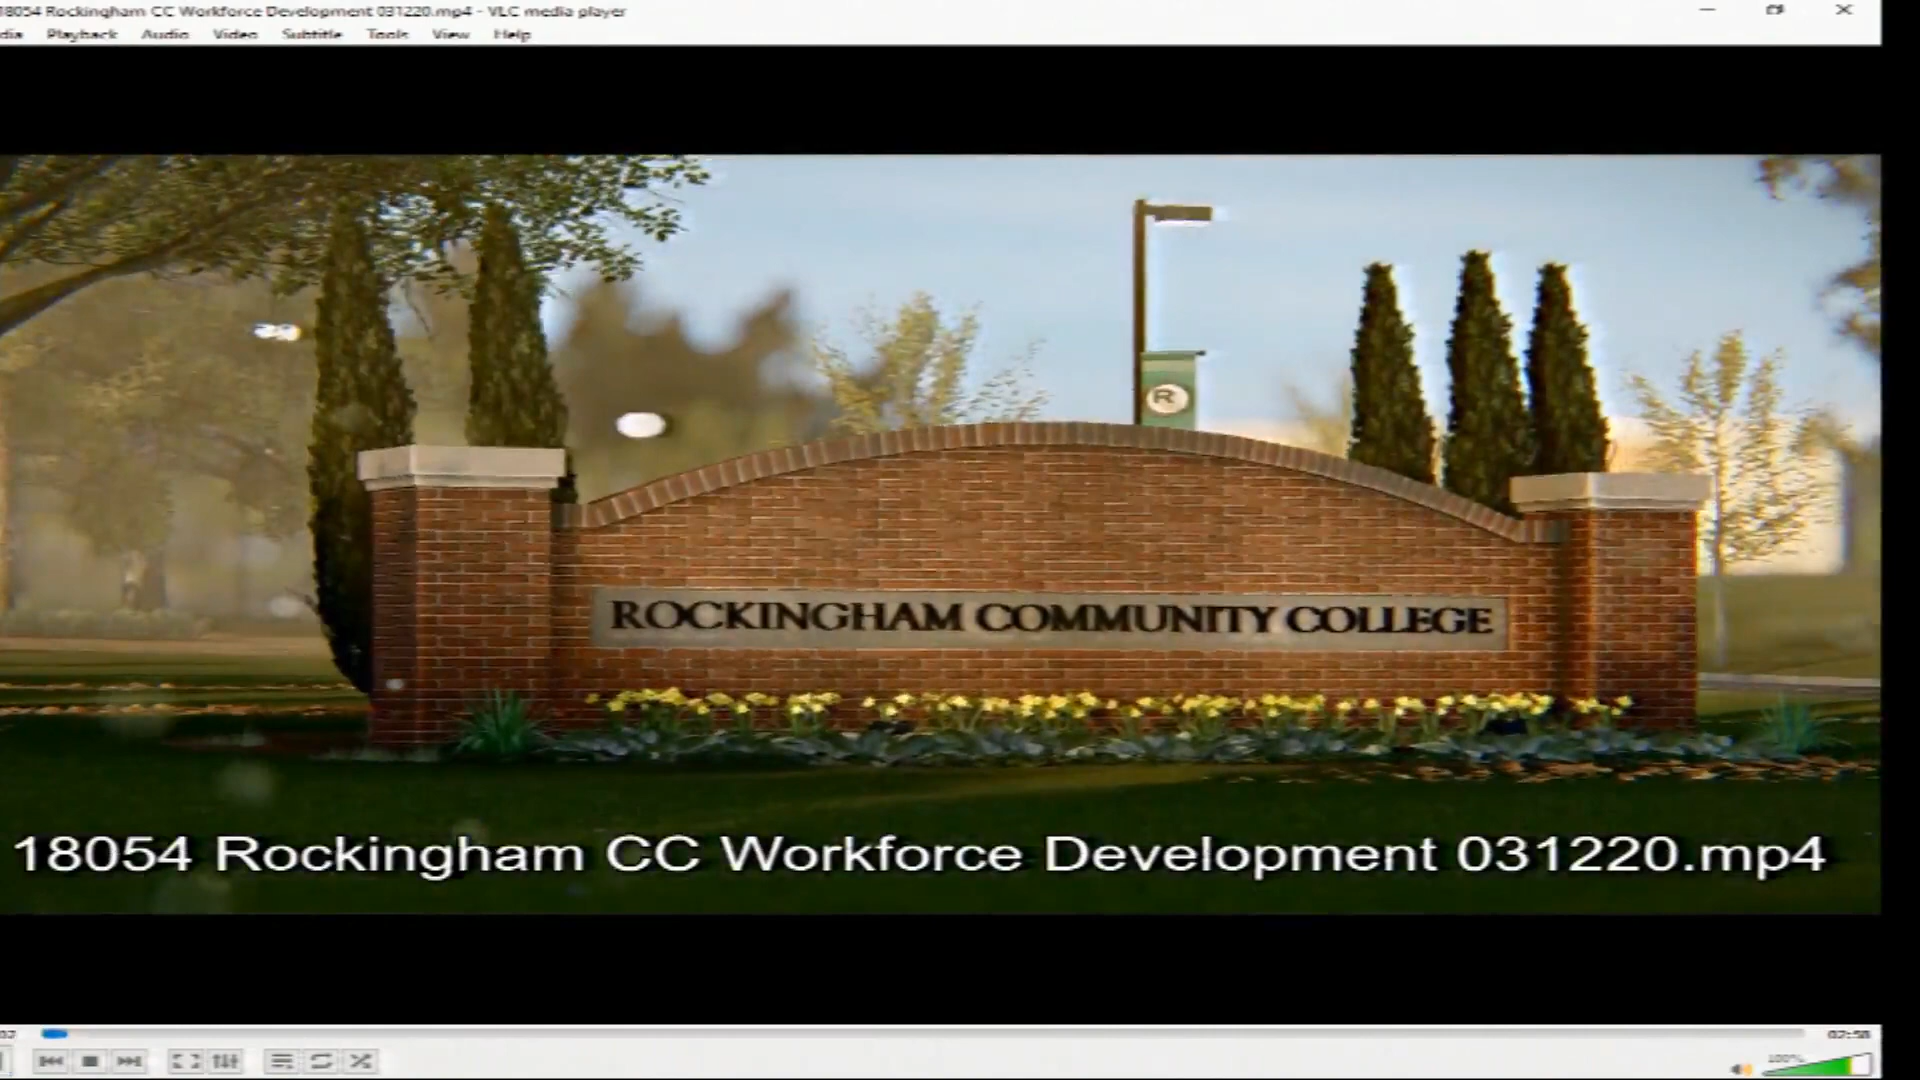 18054 Rockingham CC Workforce Development 031220.mp4 - VLC media player
Playback Audio Video Subtitle Tools View Help
R
ROCKINGHAM COMMUNITY COLLEGE
18054 Rockingham CC Workforce Development 031220.mp4
02:58
100%